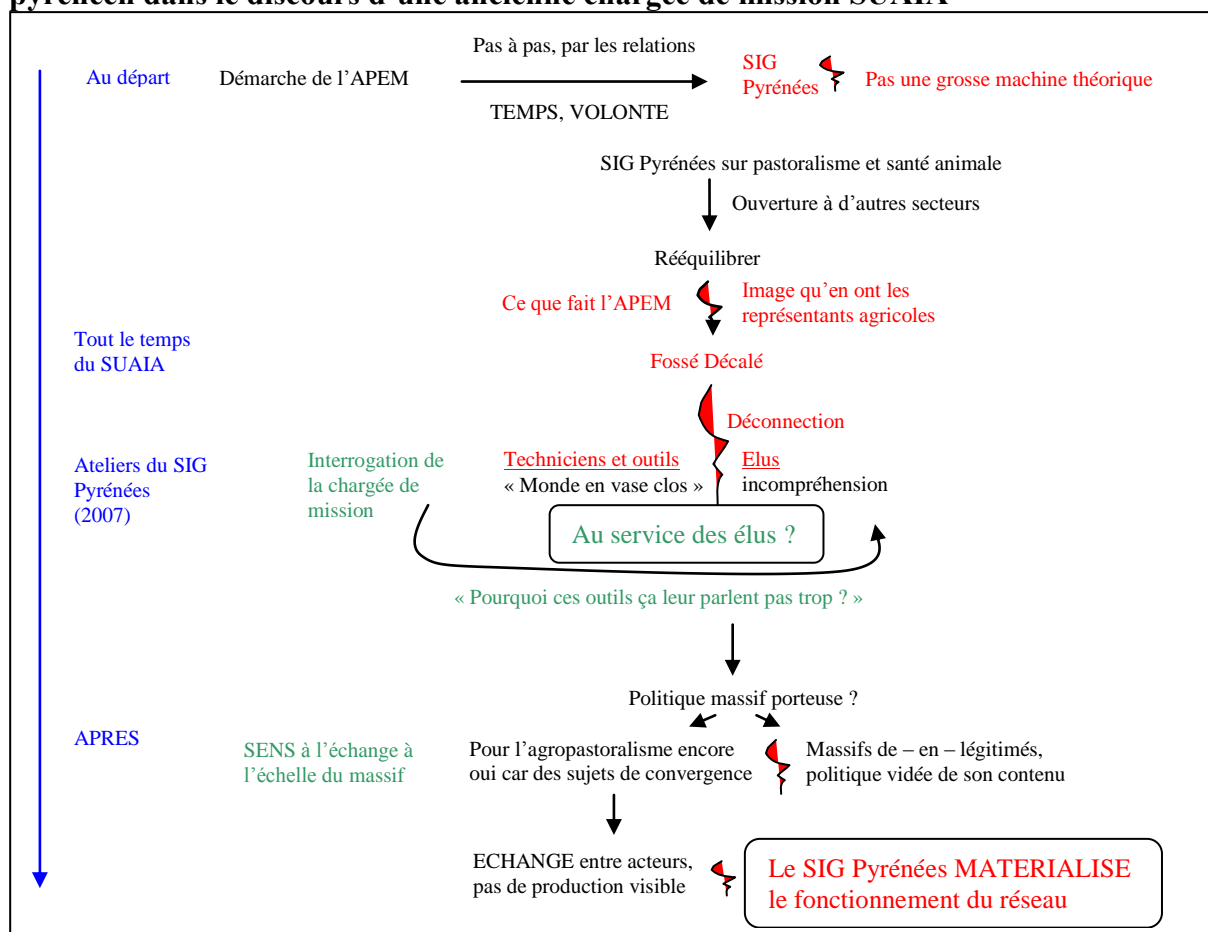 pyrénéen dans le discours d'une ancienne chargée de mission SUAIA
Pas à pas, par les relations
Au départ
Démarche de l'APEM
SIG
Pyrénées
Pas une grosse machine théorique
TEMPS, VOLONTE
SIG Pyrénées sur pastoralisme et santé animale
Ouverture à d'autres secteurs
Rééquilibrer
Ce que fait l'APEM
Image qu'en ont les
représentants agricoles
Tout le temps
du SUAIA
Fossé Décalé
Déconnection
Ateliers du SIG
Pyrénées
(2007)
Interrogation de
la chargée de
mission
Techniciens et outils
« Monde en vase clos »
Elus
incompréhension
Au service des élus ?
« Pourquoi ces outils ça leur parlent pas trop ? »
Politique massif porteuse ?
APRES
SENS à l'échange à
l'échelle du massif
Pour l'agropastoralisme encore
oui car des sujets de convergence
Massifs de – en – légitimés,
politique vidée de son contenu
ECHANGE entre acteurs,
pas de production visible
Le SIG Pyrénées MATERIALISE
le fonctionnement du réseau